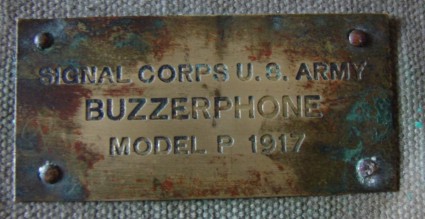 SIGNAL CORPS U. S. ARMY
BUZZERPHONE
MODEL P 1917